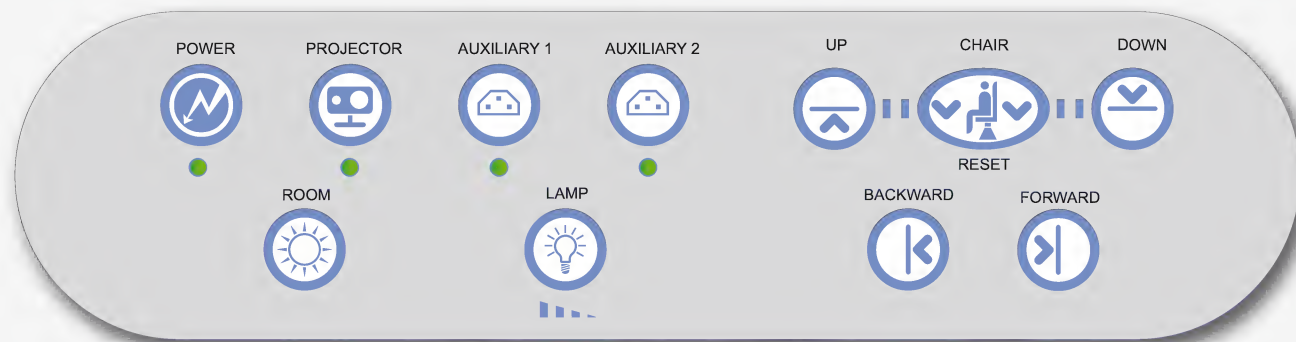 POWER
PROJECTOR
AUXILIARY 1
AUXILIARY 2
UP
CHAIR
DOWN
RESET
ROOM
LAMP
BACKWARD
FORWARD